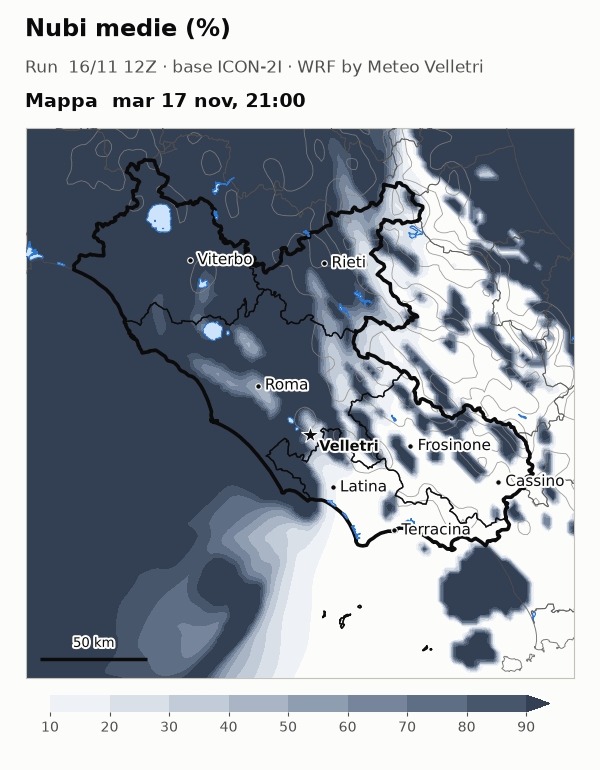 Nubi medie (%)
Run  16/11 12Z · base ICON-2I · WRF by Meteo Velletri
Mappa  mar 17 nov, 21:00
Viterbo
Rieti
Roma
Velletri
Frosinone
Cassino
Latina
Terracina
50 km
10 20 30 40 50 60 70 80 90